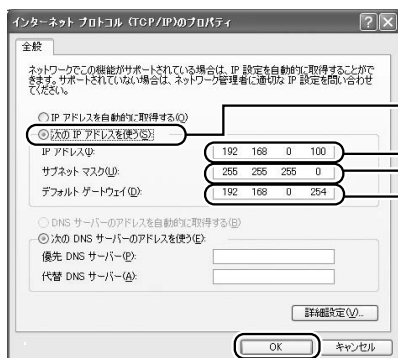 インターネット プロトコル (TCP/IP)のプロパティ
全般
ネットワークでこの機能がサポートされている場合は、IP 設定を自動的に取得することがで
きます。サポートされていない場合は、ネットワーク管理者に適切な IP 設定を問い合わせ
てください。
IP アドレスを自動的に取得する(O)
次の IP アドレスを使う(S):
IP アドレス(I): 192 168 0 100
サブネット マスク(U): 255 255 255 0
デフォルト ゲートウェイ(D): 192 168 0 254
DNS サーバーのアドレスを自動的に取得する(B)
次の DNS サーバーのアドレスを使う(E):
優先 DNS サーバー(P):
代替 DNS サーバー(A):
詳細設定(V)...
OK キャンセル